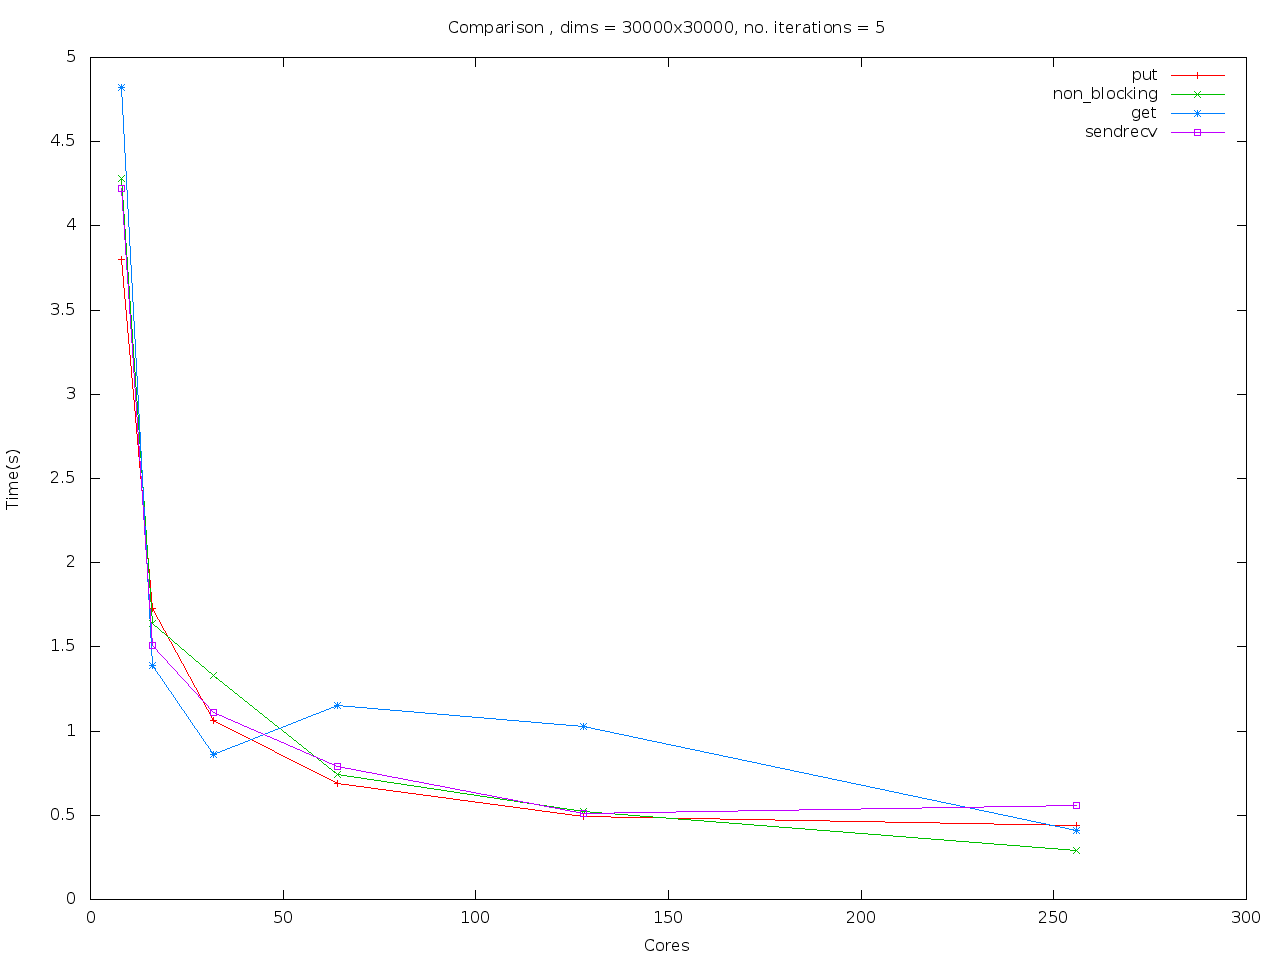 Comparison , dims = 30000x30000, no. iterations = 5
put
non_blocking
get
sendrecv
5
4.5
4
3.5
3
2.5
2
1.5
1
0.5
0
Time(s)
0 50 100 150 200 250 300
Cores